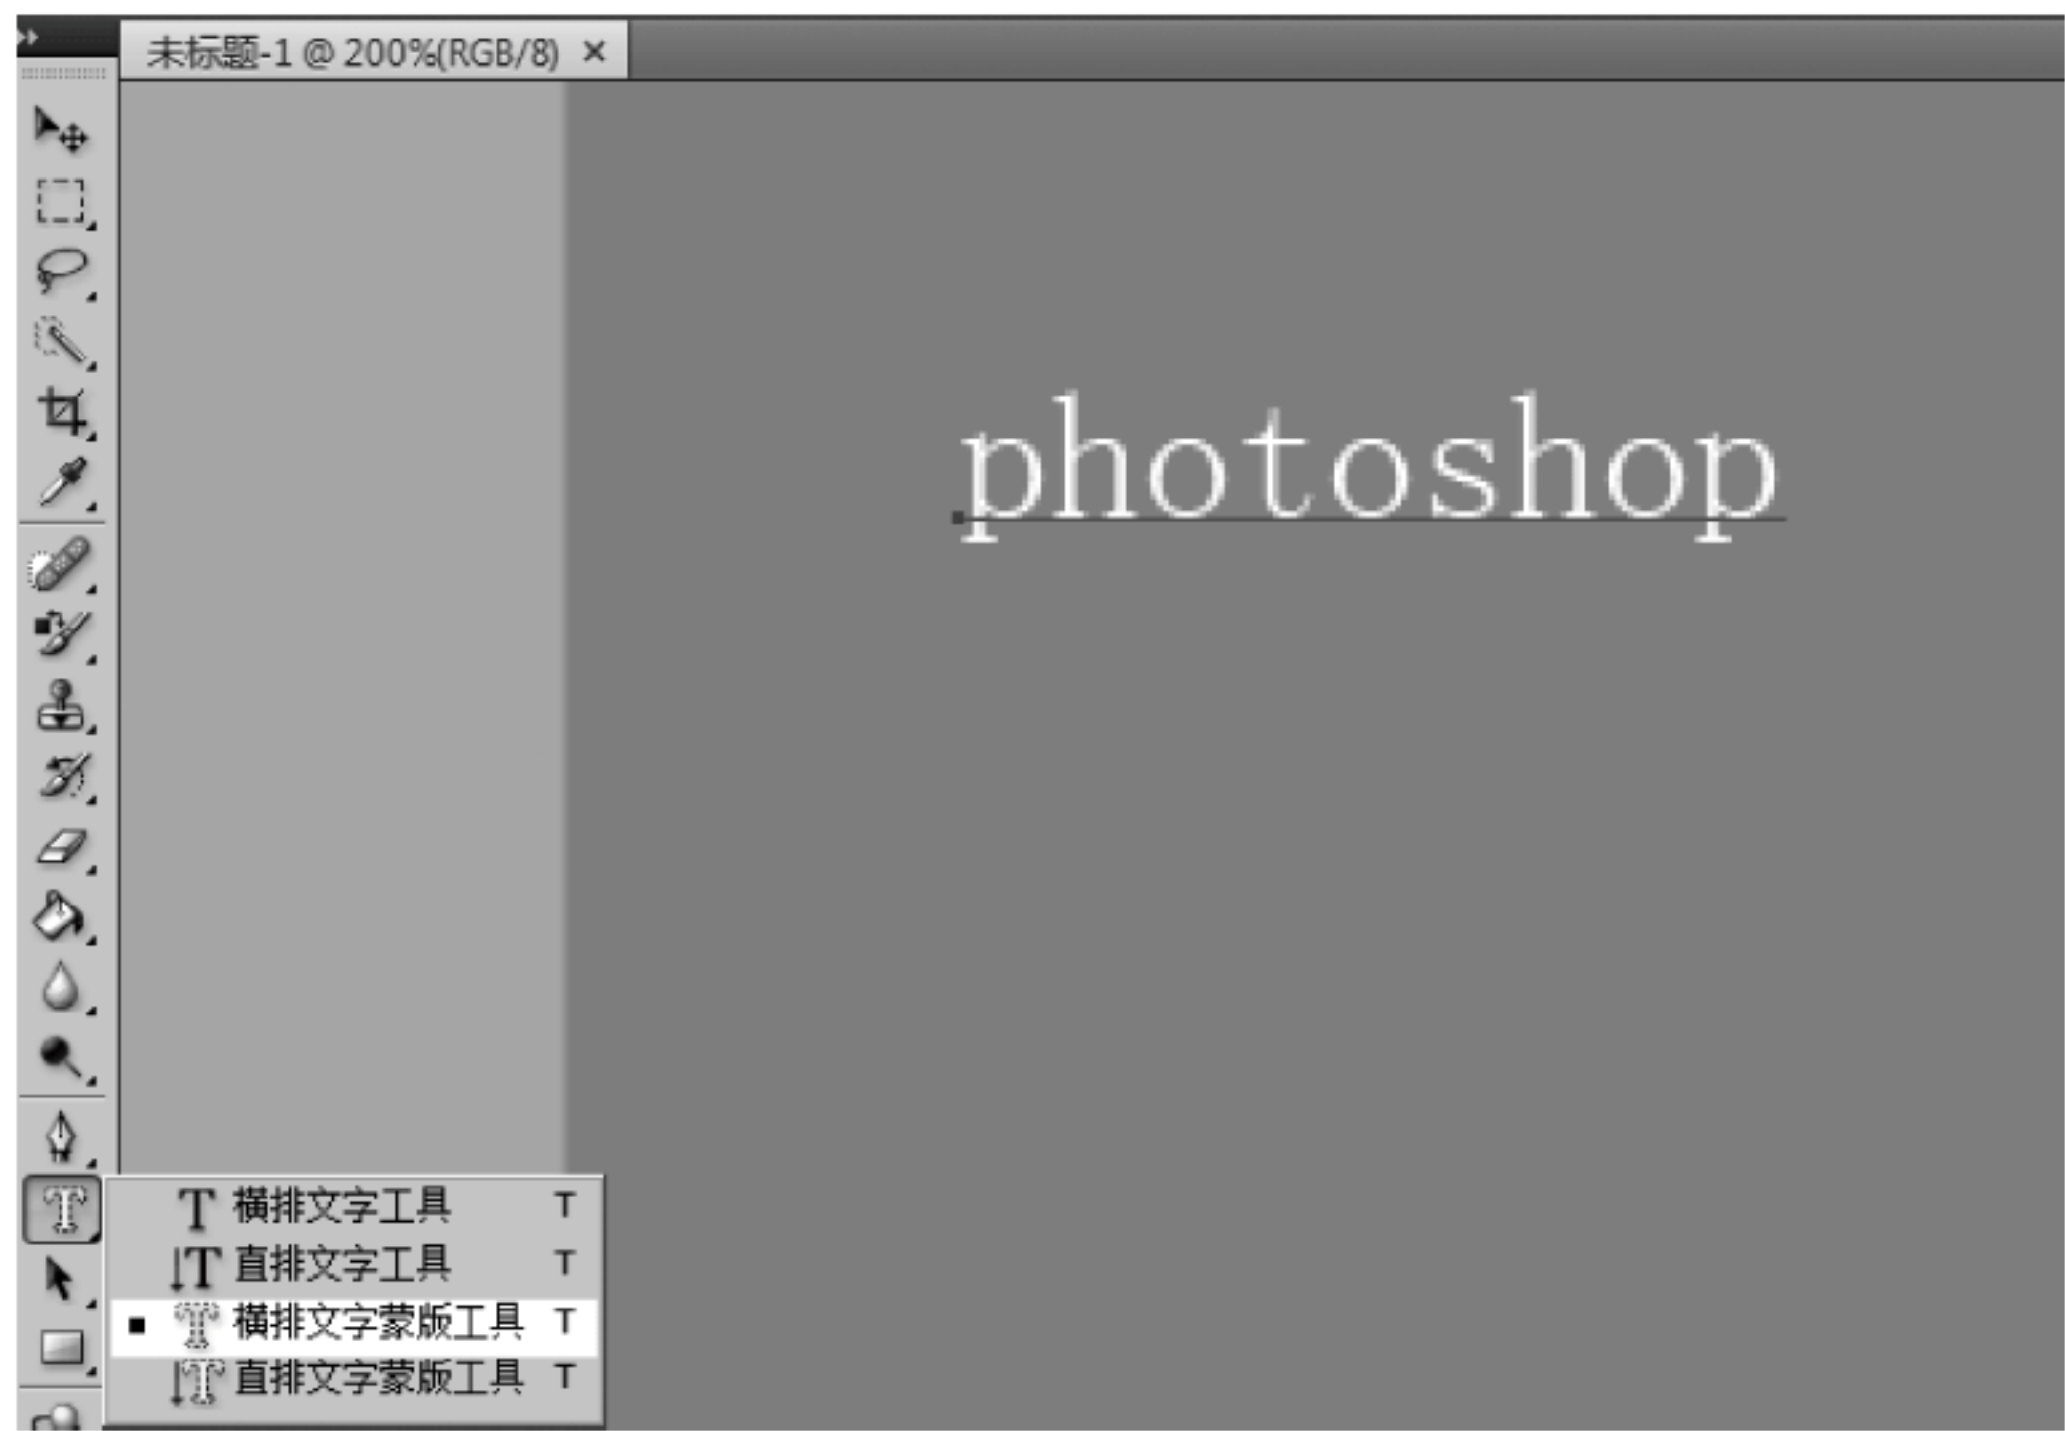 未标题-1 @ 200%(RGB/8) ×
photoshop
T 横排文字工具 T
T 直排文字工具 T
T 横排文字蒙版工具 T
T 直排文字蒙版工具 T